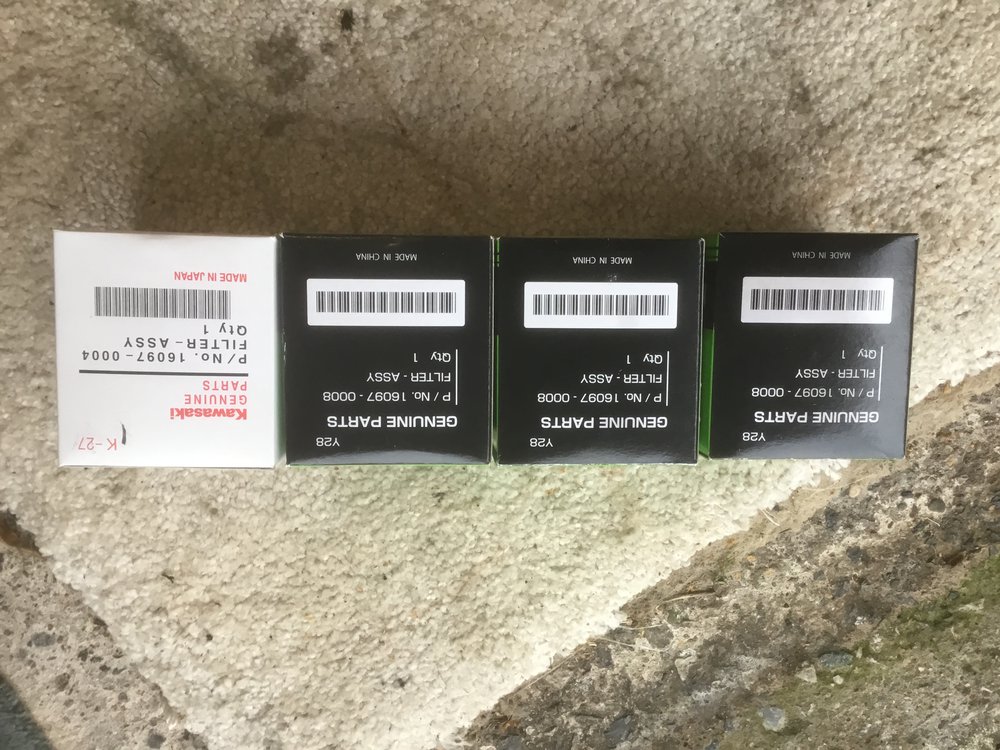 K-27
Kawasaki
GENUINE
PARTS
P/No. 16097-0004
FILTER-ASSY
Qty 1
MADE IN JAPAN
Y28
GENUINE PARTS
P / No. 16097 - 0008
FILTER - ASSY
Qty 1
MADE IN CHINA
Y28
GENUINE PARTS
P / No. 16097 - 0008
FILTER - ASSY
Qty 1
MADE IN CHINA
Y28
GENUINE PARTS
P / No. 16097 - 0008
FILTER - ASSY
Qty 1
MADE IN CHINA